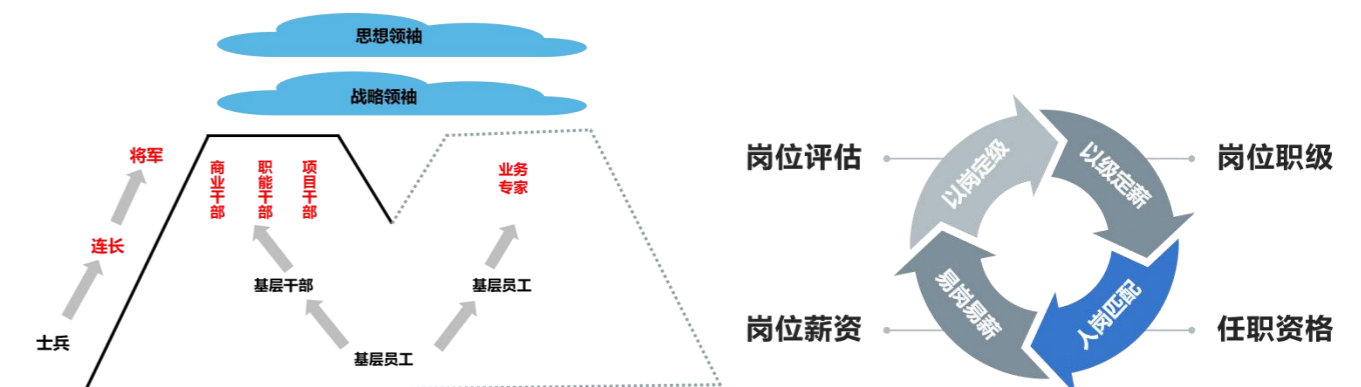 思想领袖
战略领袖
将军
连长
士兵
商业干部
职能干部
项目干部
业务
专家
基层干部
基层员工
基层员工
岗位评估
岗位职级
岗位薪资
任职资格
以岗定级
以级定薪
人岗匹配
易岗易薪